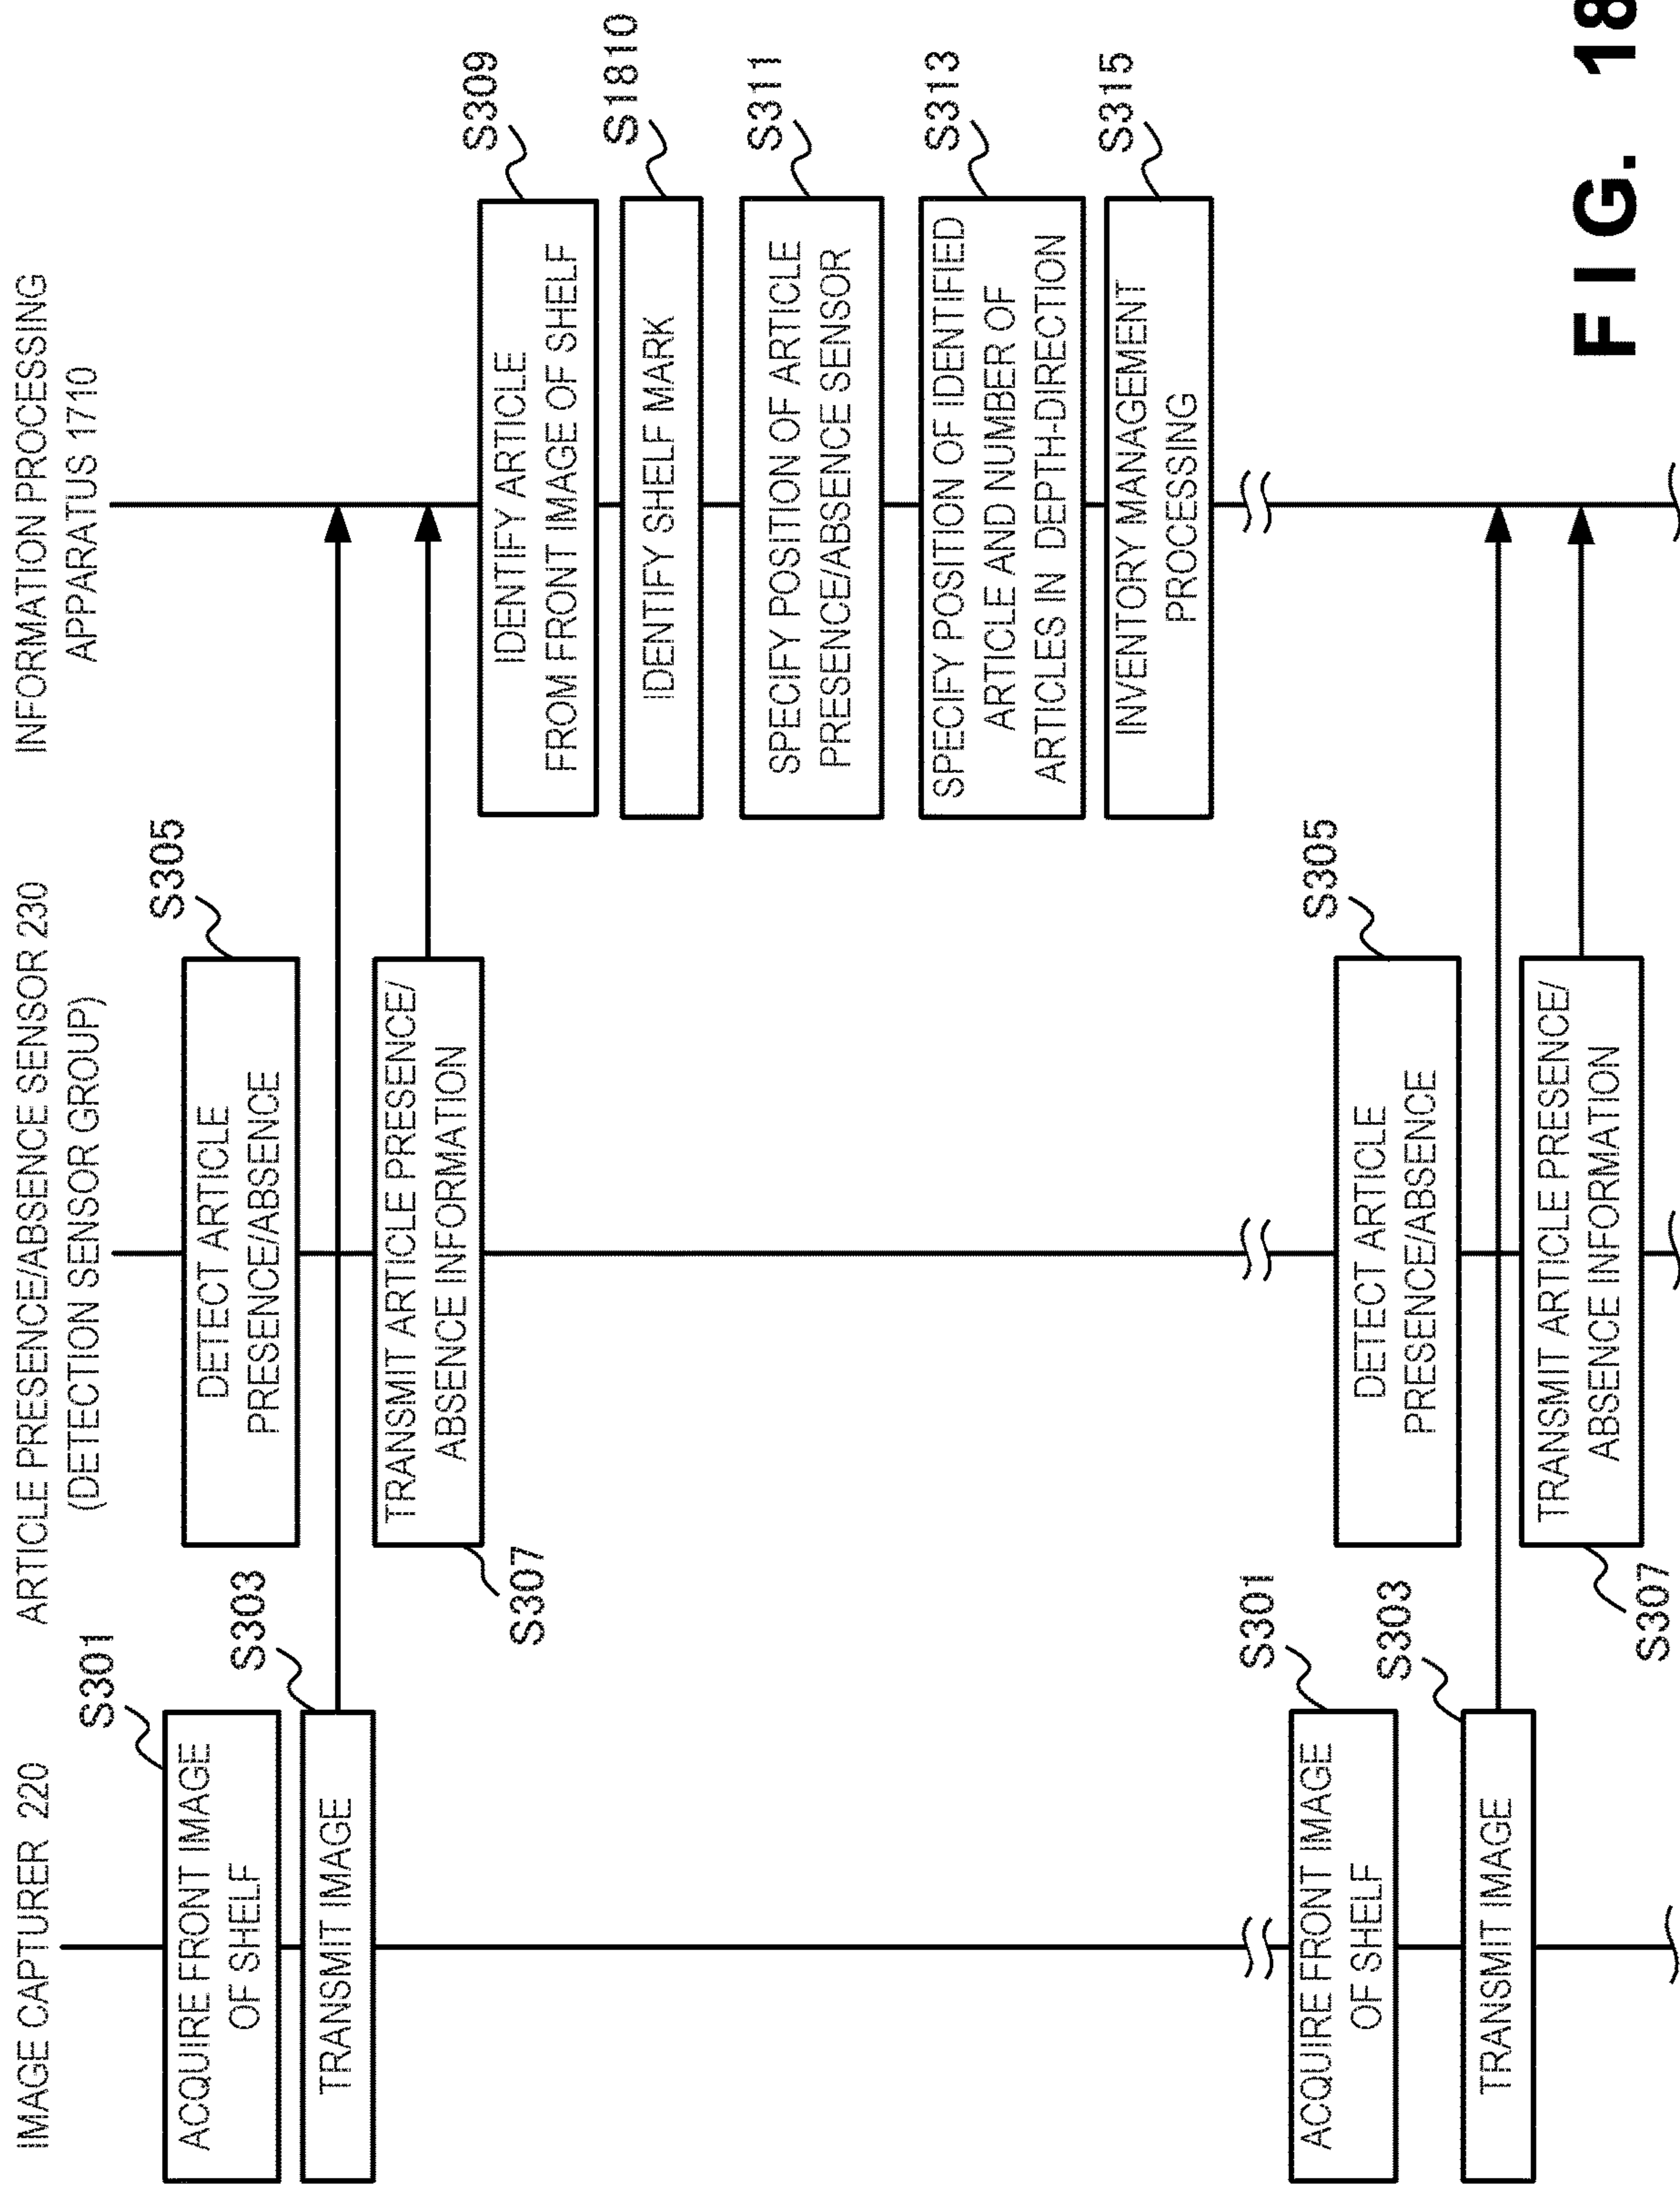 IMAGE CAPTURER 220
ARTICLE PRESENCE/ABSENCE SENSOR 230
(DETECTION SENSOR GROUP)
INFORMATION PROCESSING
APPARATUS 1710
S301
ACQUIRE FRONT IMAGE
OF SHELF
S305
DETECT ARTICLE
PRESENCE/ABSENCE
S303
TRANSMIT IMAGE
TRANSMIT ARTICLE PRESENCE/
ABSENCE INFORMATION
S307
S309
IDENTIFY ARTICLE
FROM FRONT IMAGE OF SHELF
S1810
IDENTIFY SHELF MARK
S311
SPECIFY POSITION OF ARTICLE
PRESENCE/ABSENCE SENSOR
S313
SPECIFY POSITION OF IDENTIFIED
ARTICLE AND NUMBER OF
ARTICLES IN DEPTH-DIRECTION
S315
INVENTORY MANAGEMENT
PROCESSING
S301
ACQUIRE FRONT IMAGE
OF SHELF
S305
DETECT ARTICLE
PRESENCE/ABSENCE
S303
TRANSMIT IMAGE
TRANSMIT ARTICLE PRESENCE/
ABSENCE INFORMATION
S307
FIG. 18